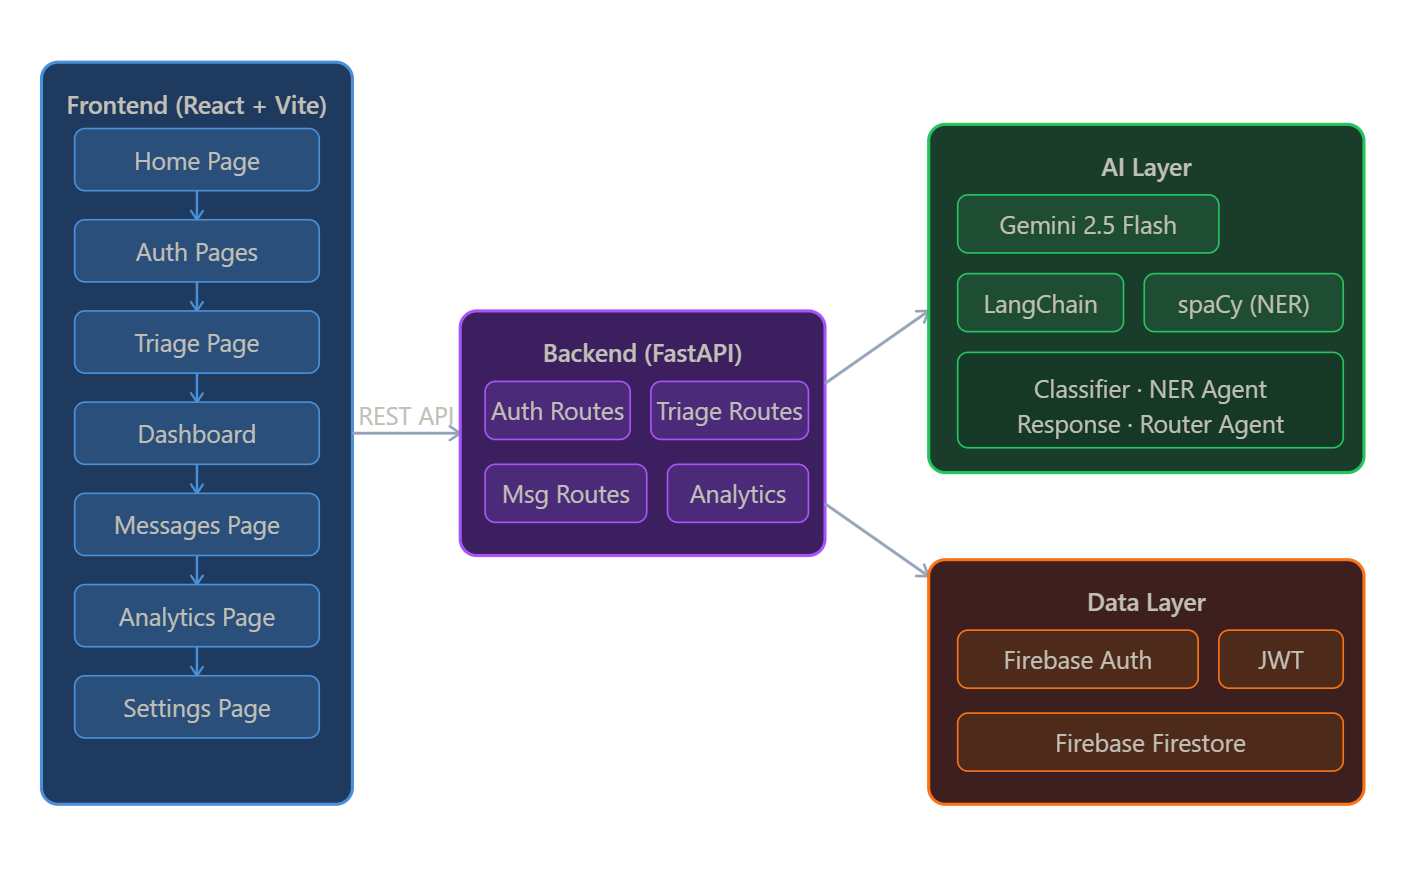 Frontend (React + Vite)
Home Page
Auth Pages
Triage Page
Dashboard
Messages Page
Analytics Page
Settings Page
REST API
Backend (FastAPI)
Auth Routes
Triage Routes
Msg Routes
Analytics
AI Layer
Gemini 2.5 Flash
LangChain
spaCy (NER)
Classifier · NER Agent
Response · Router Agent
Data Layer
Firebase Auth
JWT
Firebase Firestore